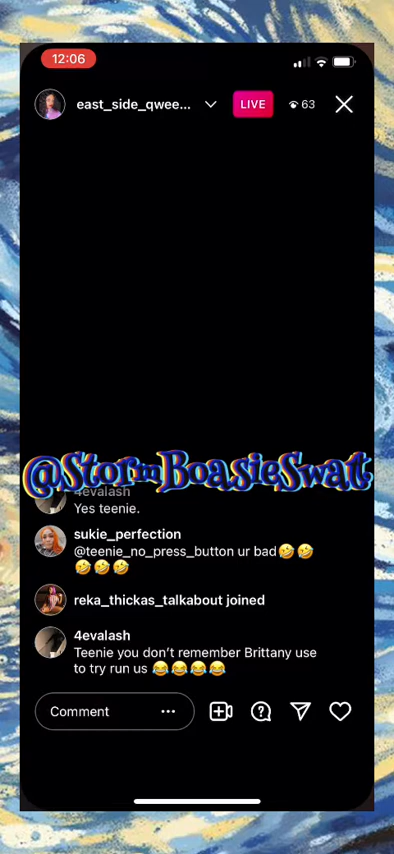 12:06
east_side_qwee...
LIVE
63
@StormBoasieSwat
4evalash
Yes teenie.
sukie_perfection
@teenie_no_press_button ur bad🤣🤣
🤣🤣🤣
reka_thickas_talkabout joined
4evalash
Teenie you don’t remember Brittany use
to try run us 😂😂😂😂
Comment